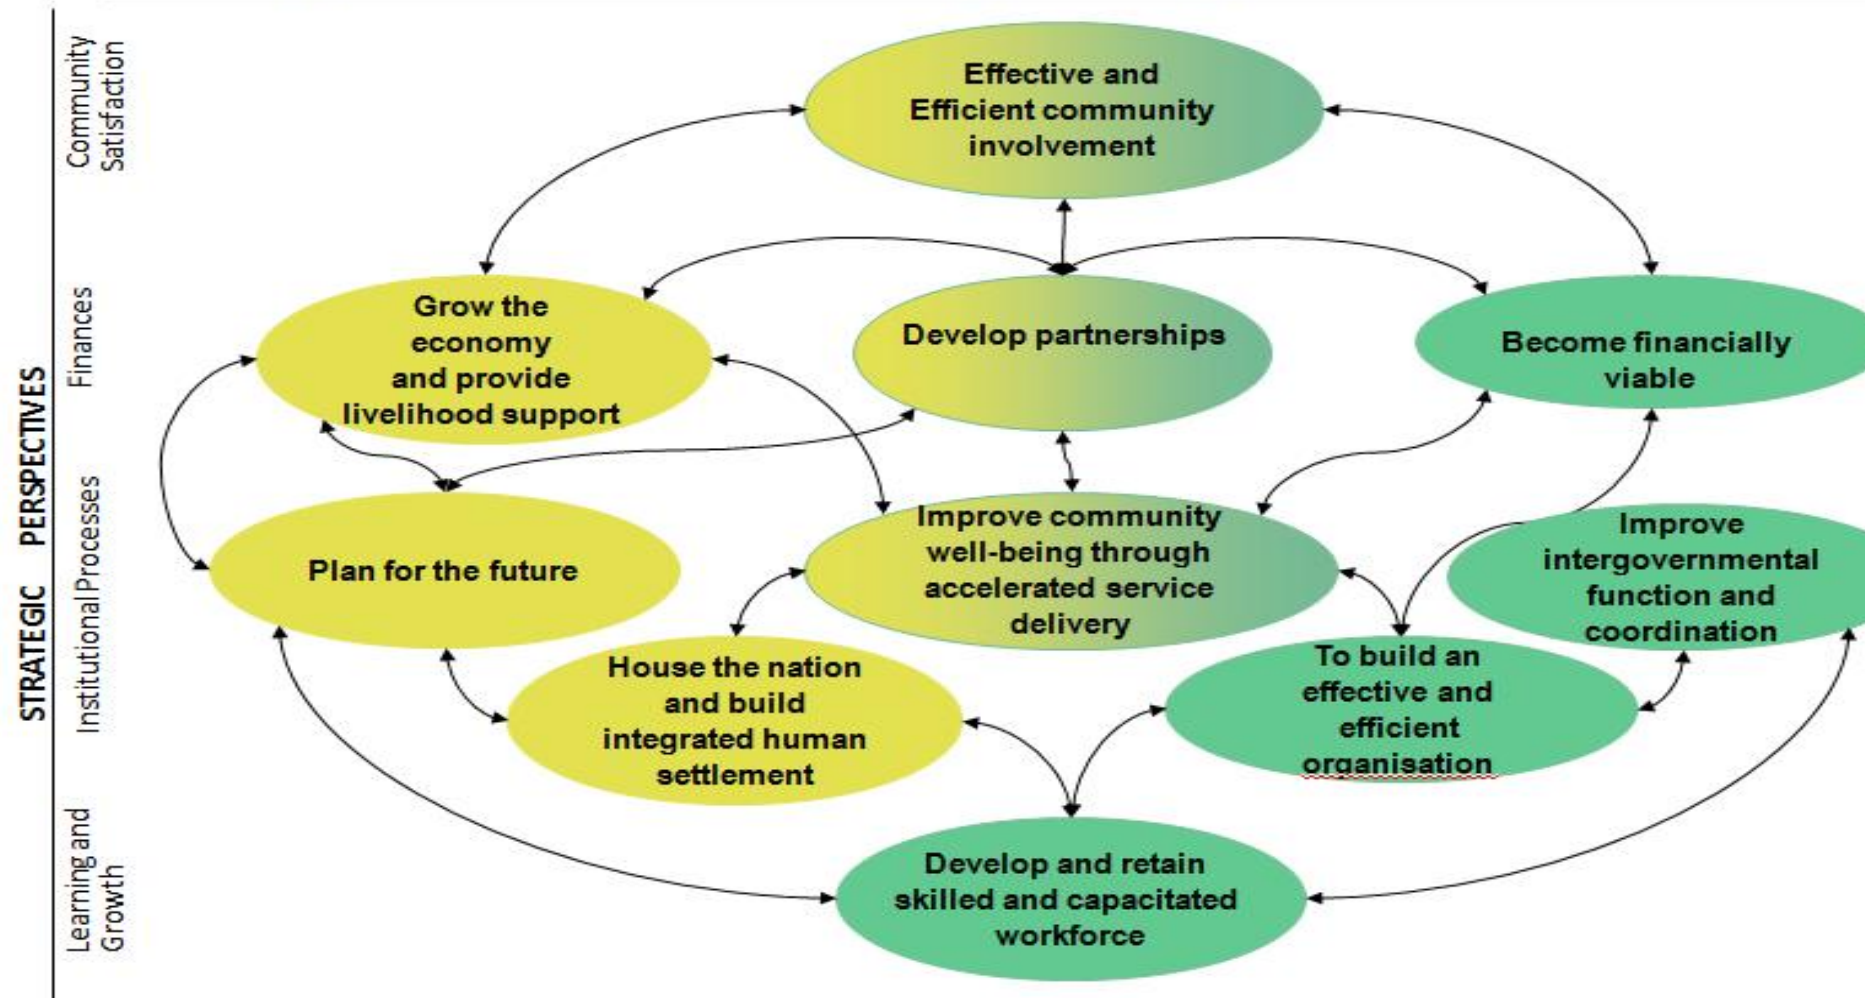 STRATEGIC PERSPECTIVES
Community
Satisfaction
Effective and
Efficient community
involvement
Finances
Grow the
economy
and provide
livelihood support
Develop partnerships
Become financially
viable
Institutional Processes
Plan for the future
Improve community
well-being through
accelerated service
delivery
Improve
intergovernmental
function and
coordination
House the nation
and build
integrated human
settlement
To build an
effective and
efficient
organisation
Learning and
Growth
Develop and retain
skilled and capacitated
workforce